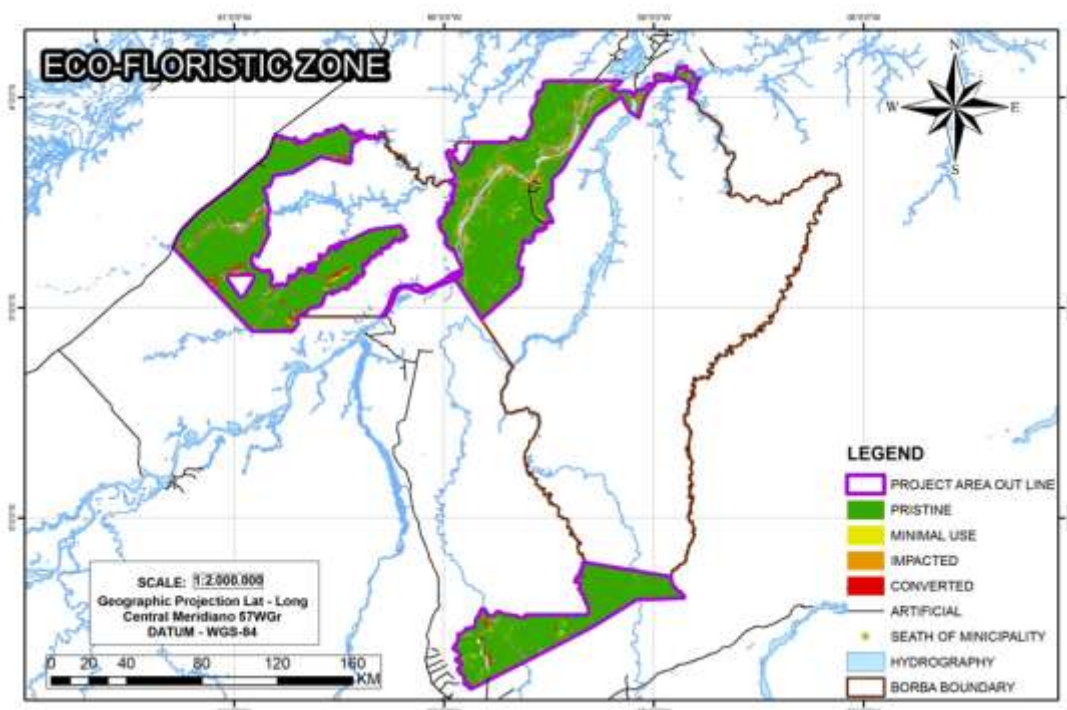 ECO-FLORISTIC ZONE
N
W
E
S
LEGEND
PROJECT AREA OUT LINE
PRISTINE
MINIMAL USE
IMPACTED
CONVERTED
ARTIFICIAL
SEATH OF MINICIPALITY
HYDROGRAPHY
BORBA BOUNDARY
SCALE: 1:2.000.000
Geographic Projection Lat - Long
Central Meridiano 57WGr
DATUM - WGS-84
0 20 40 80 120 160
KM